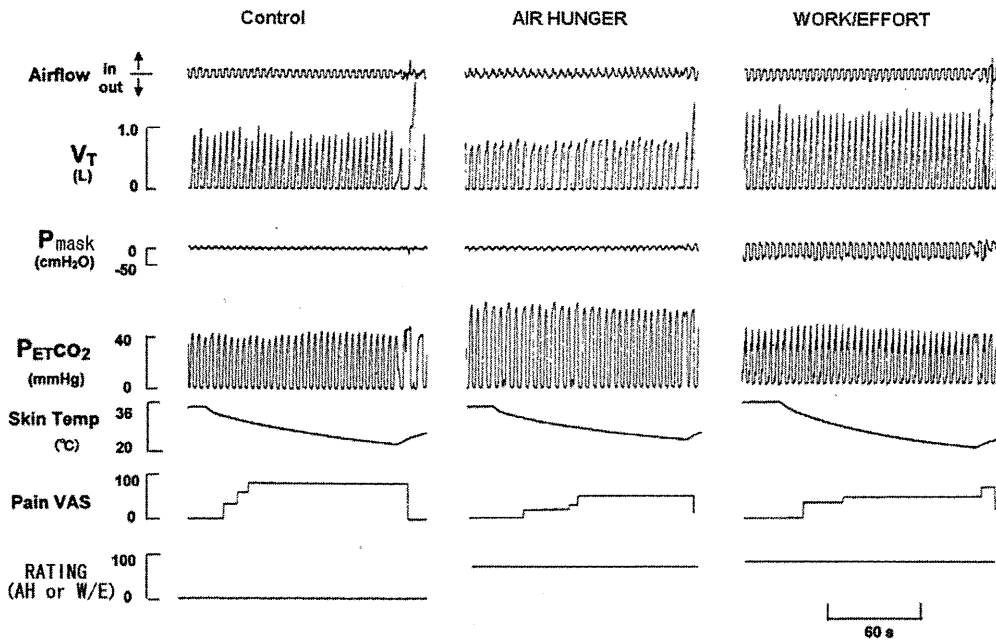 Control AIR HUNGER WORK/EFFORT
Airflow in out
1.0
VT
(L)
0
Pmask 0
(cmH2O) -50
PETCO2 40
(mmHg) 0
Skin Temp 36
(°C) 20
100
Pain VAS
0
RATING 100
(AH or W/E) 0
60 s